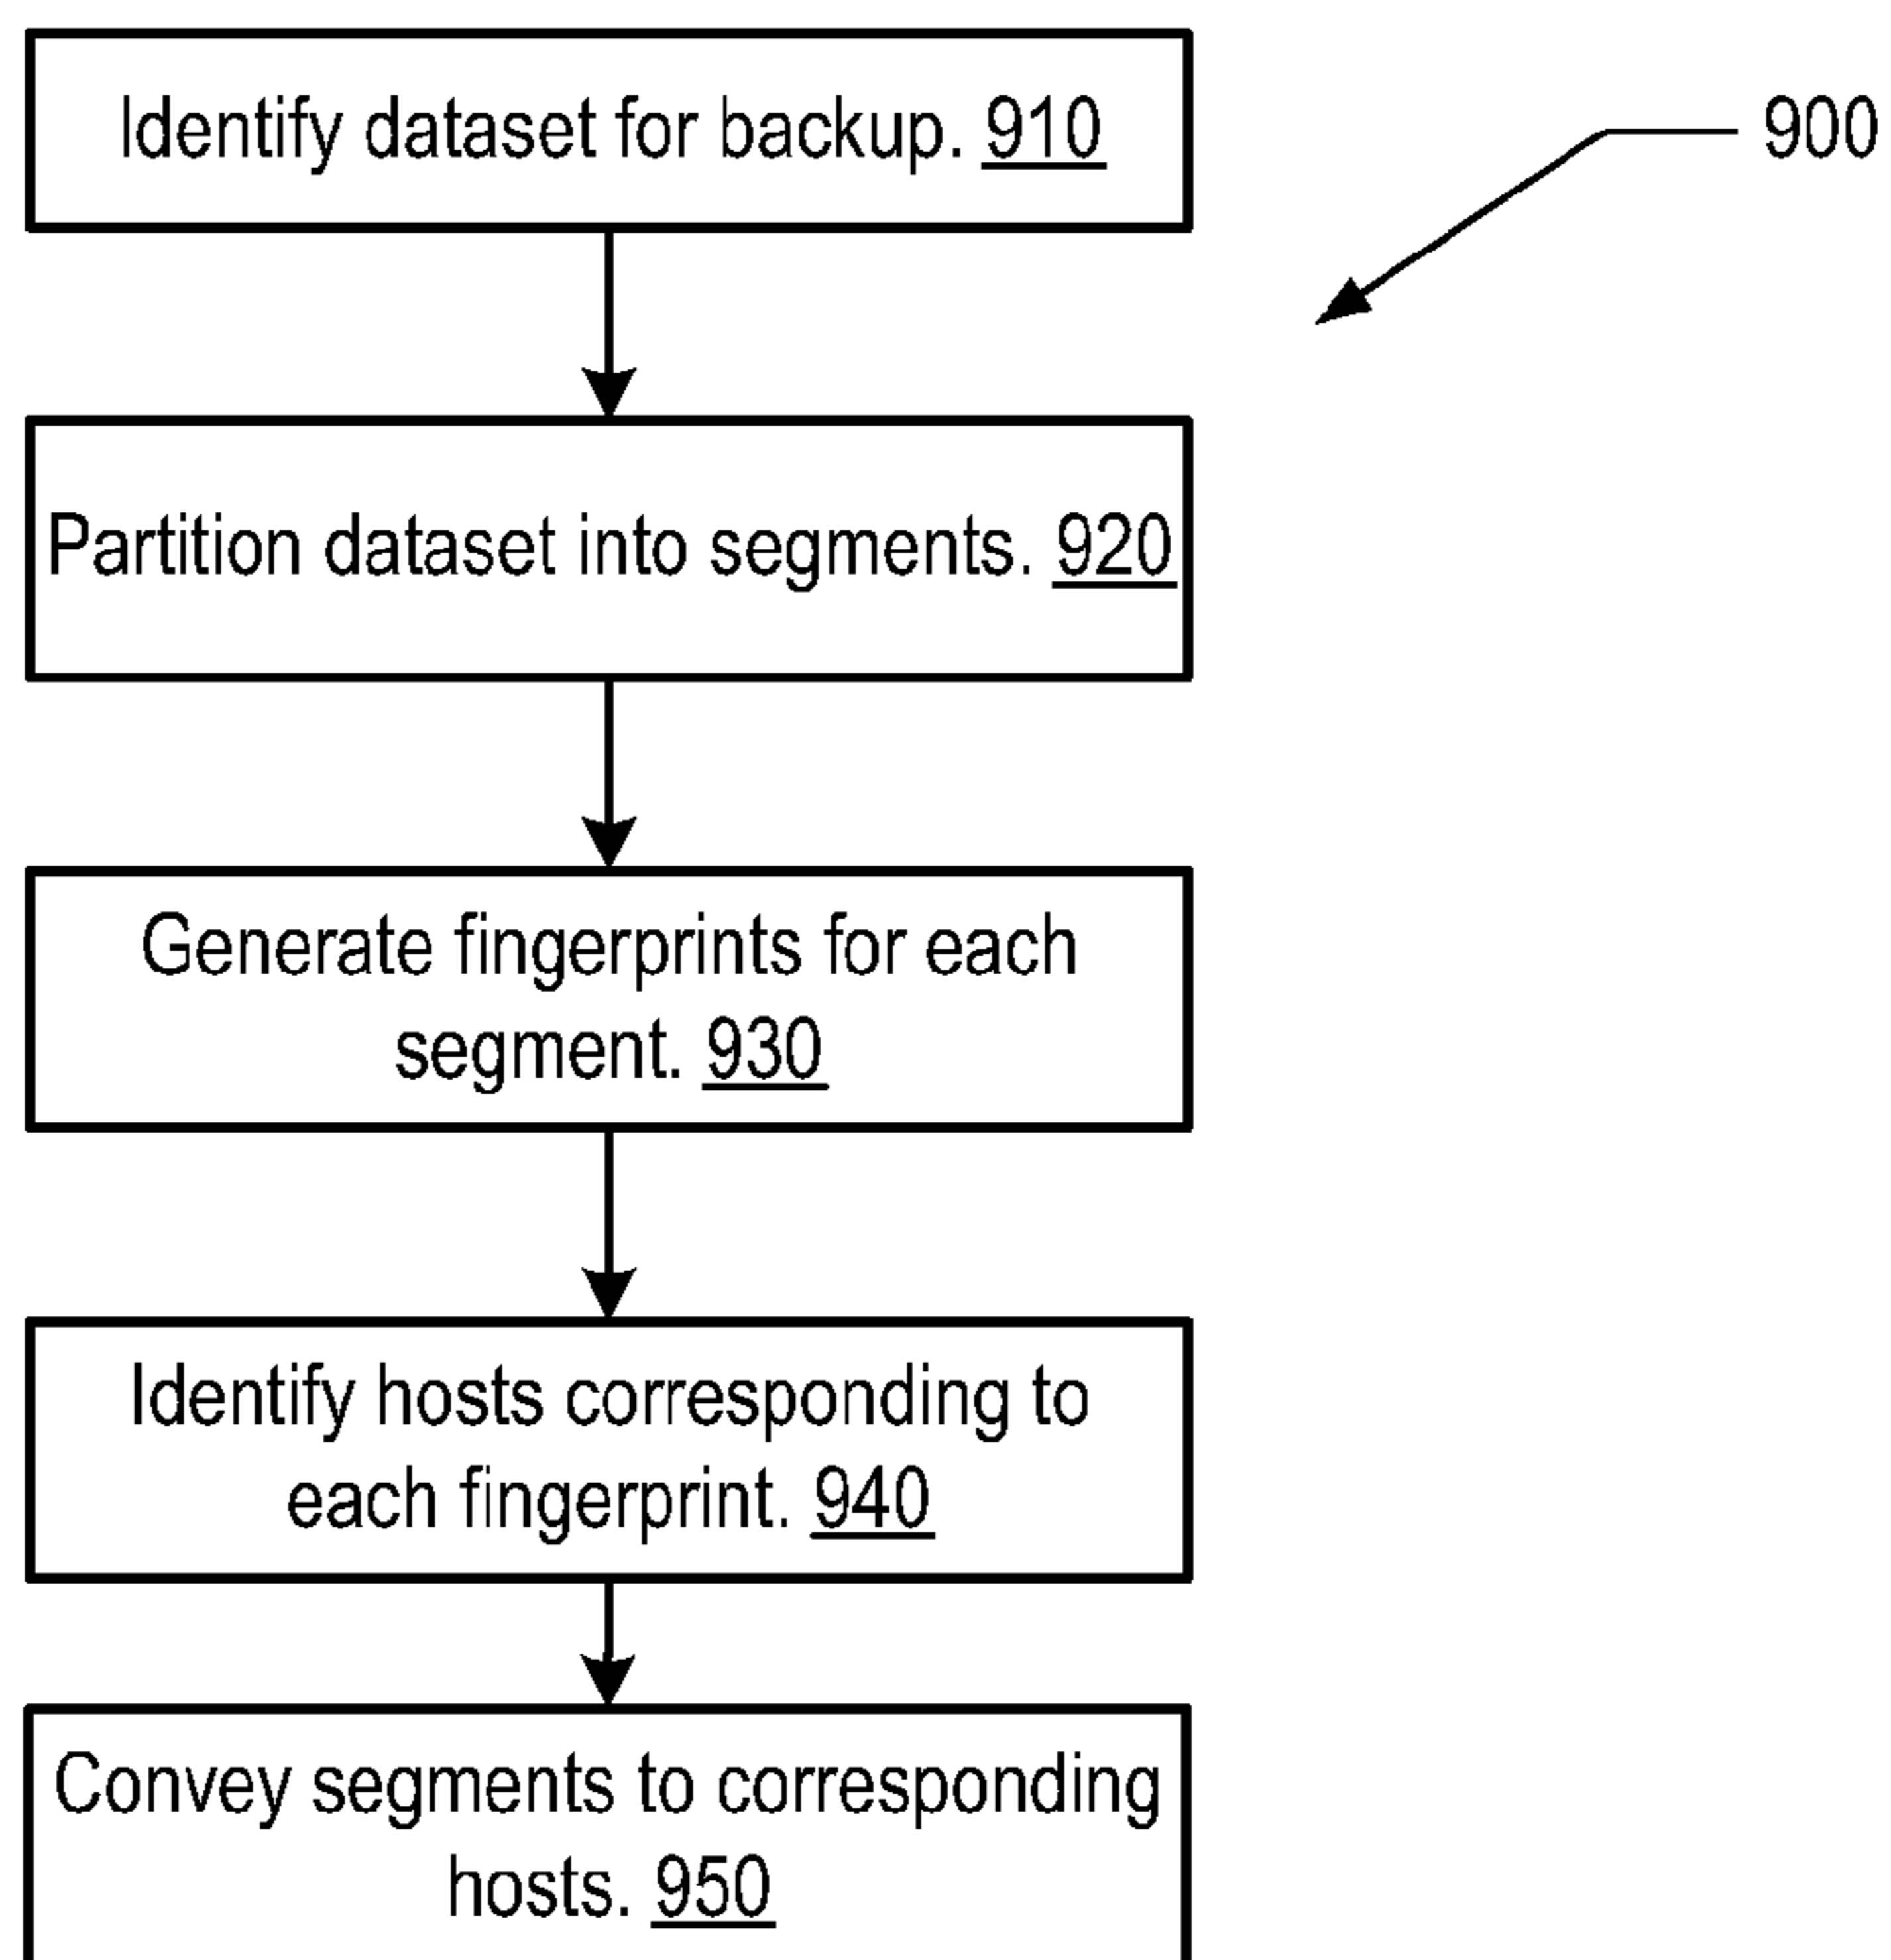 Identify dataset for backup. 910
900
Partition dataset into segments. 920
Generate fingerprints for each
segment. 930
Identify hosts corresponding to
each fingerprint. 940
Convey segments to corresponding
hosts. 950